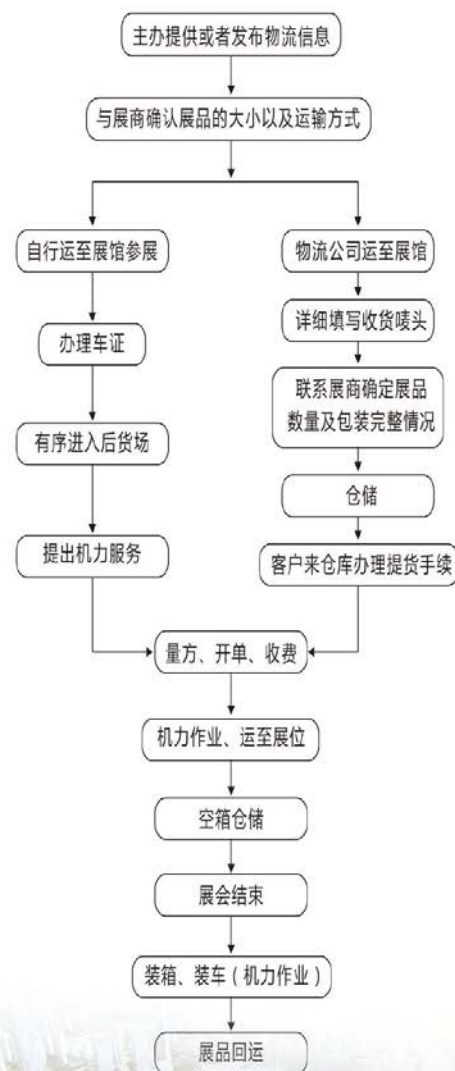 主办提供或者发布物流信息
与展商确认展品的大小以及运输方式
自行运至展馆参展
办理车证
有序进入后货场
提出机力服务
物流公司运至展馆
详细填写收货唛头
联系展商确定展品
数量及包装完整情况
仓储
客户来仓库办理提货手续
量方、开单、收费
机力作业、运至展位
空箱仓储
展会结束
装箱、装车（机力作业）
展品回运